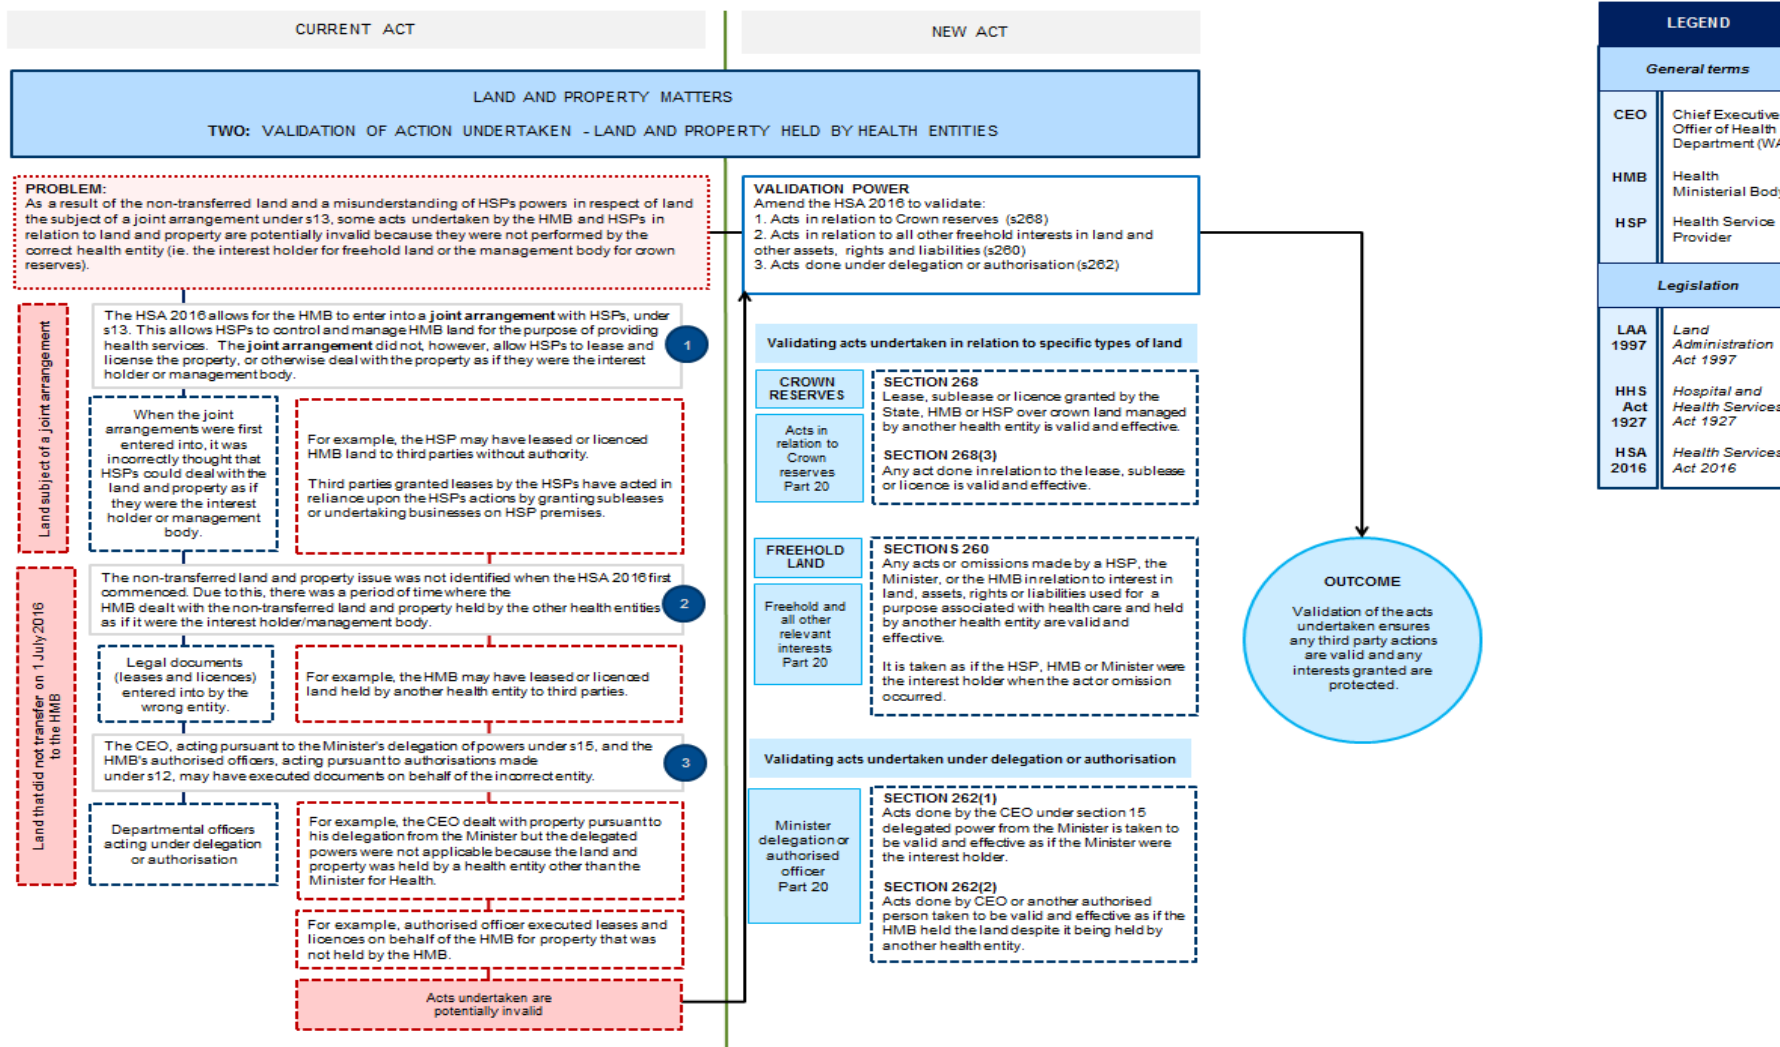 CURRENT ACT
NEW ACT
LAND AND PROPERTY MATTERS
TWO: VALIDATION OF ACTION UNDERTAKEN - LAND AND PROPERTY HELD BY HEALTH ENTITIES
PROBLEM:
As a result of the non-transferred land and a misunderstanding of HSPs powers in respect of land
the subject of a joint arrangement under s13, some acts undertaken by the HMB and HSPs in
relation to land and property are potentially invalid because they were not performed by the
correct health entity (ie. the interest holder for freehold land or the management body for crown
reserves).
Land subject of a joint arrangement
The HSA 2016 allows for the HMB to enter into a joint arrangement with HSPs, under
s13. This allows HSPs to control and manage HMB land for the purpose of providing
health services. The joint arrangement did not, however, allow HSPs to lease and
license the property, or otherwise deal with the property as if they were the interest
holder or management body.
1
When the joint
arrangements were first
entered into, it was
incorrectly thought that
HSPs could deal with the
land and property as if
they were the interest
holder or management
body.
For example, the HSP may have leased or licenced
HMB land to third parties without authority.
Third parties granted leases by the HSPs have acted in
reliance upon the HSPs actions by granting subleases
or undertaking businesses on HSP premises.
Land that did not transfer on 1 July 2016
to the HMB
The non-transferred land and property issue was not identified when the HSA 2016 first
commenced. Due to this, there was a period of time where the
HMB dealt with the non-transferred land and property held by the other health entities
as if it were the interest holder/management body.
2
Legal documents
(leases and licences)
entered into by the
wrong entity.
For example, the HMB may have leased or licenced
land held by another health entity to third parties.
The CEO, acting pursuant to the Minister's delegation of powers under s15, and the
HMB's authorised officers, acting pursuant to authorisations made
under s12, may have executed documents on behalf of the incorrect entity.
3
Departmental officers
acting under delegation
or authorisation
For example, the CEO dealt with property pursuant to
his delegation from the Minister but the delegated
powers were not applicable because the land and
property was held by a health entity other than the
Minister for Health.
For example, authorised officer executed leases and
licences on behalf of the HMB for property that was
not held by the HMB.
Acts undertaken are
potentially invalid
VALIDATION POWER
Amend the HSA 2016 to validate:
1. Acts in relation to Crown reserves (s268)
2. Acts in relation to all other freehold interests in land and
other assets, rights and liabilities (s260)
3. Acts done under delegation or authorisation (s262)
Validating acts undertaken in relation to specific types of land
CROWN
RESERVES
Acts in
relation to
Crown
reserves
Part 20
SECTION 268
Lease, sublease or licence granted by the
State, HMB or HSP over crown land managed
by another health entity is valid and effective.
SECTION 268(3)
Any act done in relation to the lease, sublease
or licence is valid and effective.
FREEHOLD
LAND
Freehold and
all other
relevant
interests
Part 20
SECTIONS 260
Any acts or omissions made by a HSP, the
Minister, or the HMB in relation to interest in
land, assets, rights or liabilities used for a
purpose associated with health care and held
by another health entity are valid and
effective.
It is taken as if the HSP, HMB or Minister were
the interest holder when the act or omission
occurred.
Validating acts undertaken under delegation or authorisation
Minister
delegation or
authorised
officer
Part 20
SECTION 262(1)
Acts done by the CEO under section 15
delegated power from the Minister is taken to
be valid and effective as if the Minister were
the interest holder.
SECTION 262(2)
Acts done by CEO or another authorised
person taken to be valid and effective as if the
HMB held the land despite it being held by
another health entity.
OUTCOME
Validation of the acts
undertaken ensures
any third party actions
are valid and any
interests granted are
protected.
LEGEND
General terms
CEO
Chief Executive
Offier of Health
Department (WA
HMB
Health
Ministerial Body
HSP
Health Service
Provider
Legislation
LAA
1997
Land
Administration
Act 1997
HHS
Act
1927
Hospital and
Health Services
Act 1927
HSA
2016
Health Services
Act 2016